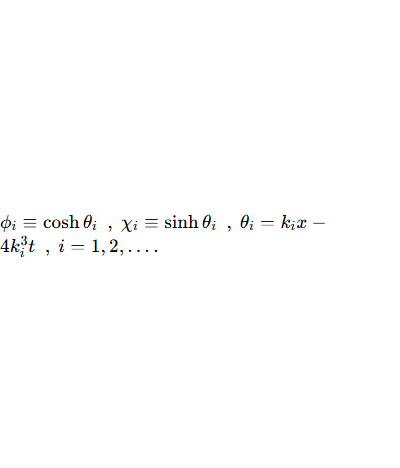 ϕᵢ ≡ cosh θᵢ , χᵢ ≡ sinh θᵢ , θᵢ = kᵢx −
4kᵢ³t , i = 1, 2, … .